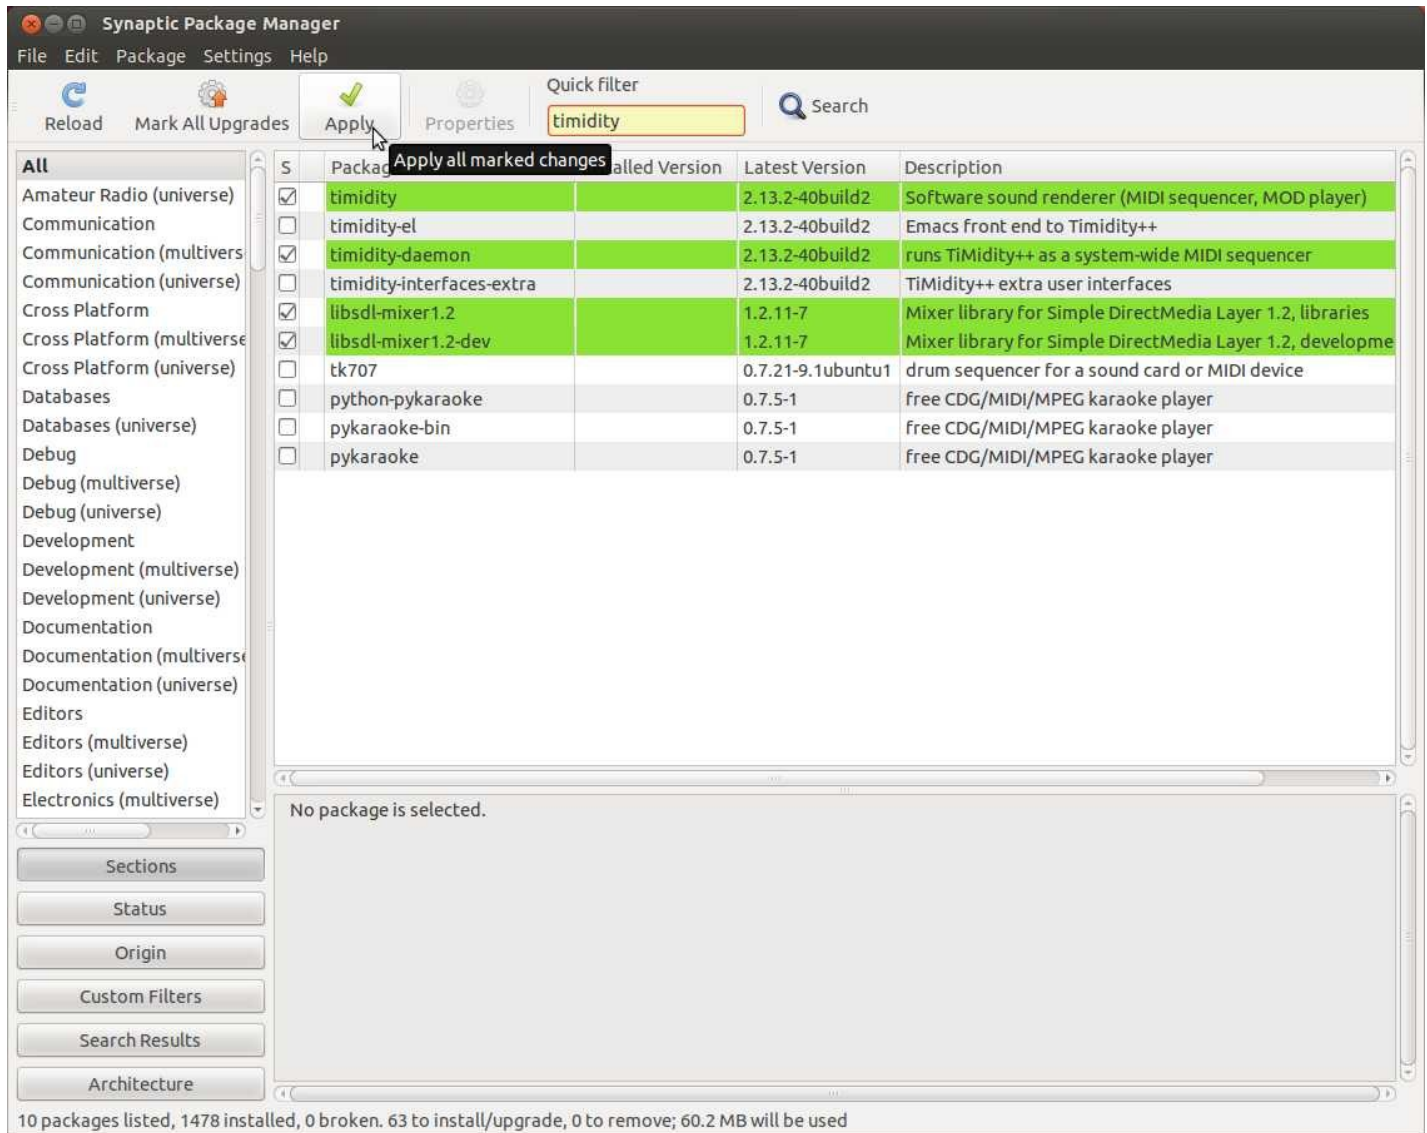 Synaptic Package Manager
File Edit Package Settings Help
Reload Mark All Upgrades Apply Properties Quick filter timidity Search
Apply all marked changes
All
Amateur Radio (universe)
Communication
Communication (multivers
Communication (universe)
Cross Platform
Cross Platform (multiverse
Cross Platform (universe)
Databases
Databases (universe)
Debug
Debug (multiverse)
Debug (universe)
Development
Development (multiverse)
Development (universe)
Documentation
Documentation (multiverse
Documentation (universe)
Editors
Editors (multiverse)
Editors (universe)
Electronics (multiverse)
Sections
Status
Origin
Custom Filters
Search Results
Architecture
S Packag alled Version Latest Version Description
timidity 2.13.2-40build2 Software sound renderer (MIDI sequencer, MOD player)
timidity-el 2.13.2-40build2 Emacs front end to Timidity++
timidity-daemon 2.13.2-40build2 runs TiMidity++ as a system-wide MIDI sequencer
timidity-interfaces-extra 2.13.2-40build2 TiMidity++ extra user interfaces
libsdl-mixer1.2 1.2.11-7 Mixer library for Simple DirectMedia Layer 1.2, libraries
libsdl-mixer1.2-dev 1.2.11-7 Mixer library for Simple DirectMedia Layer 1.2, developme
tk707 0.7.21-9.1ubuntu1 drum sequencer for a sound card or MIDI device
python-pykaraoke 0.7.5-1 free CDG/MIDI/MPEG karaoke player
pykaraoke-bin 0.7.5-1 free CDG/MIDI/MPEG karaoke player
pykaraoke 0.7.5-1 free CDG/MIDI/MPEG karaoke player
No package is selected.
10 packages listed, 1478 installed, 0 broken. 63 to install/upgrade, 0 to remove; 60.2 MB will be used